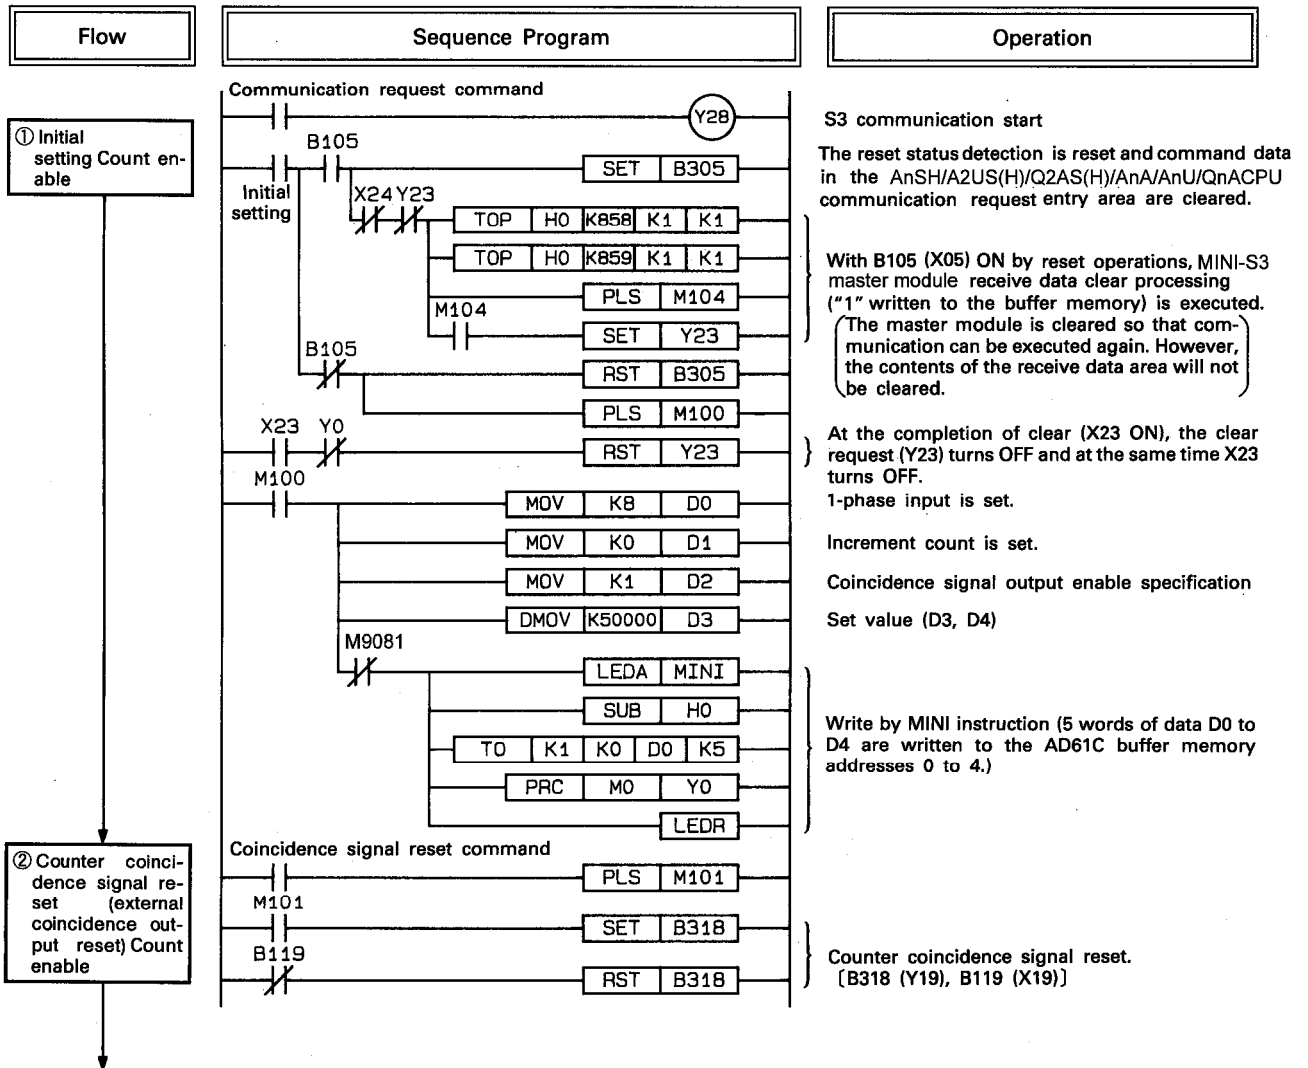 Flow
Sequence Program
Operation
Communication request command
Y28
S3 communication start
① Initial
setting Count en-
able
B105
Initial
setting
SET B305
The reset status detection is reset and command data
in the AnSH/A2US(H)/Q2AS(H)/AnA/AnU/QnACPU
communication request entry area are cleared.
X24 Y23
TOP H0 K858 K1 K1
TOP H0 K859 K1 K1
PLS M104
M104
SET Y23
With B105 (X05) ON by reset operations, MINI-S3
master module receive data clear processing
("1" written to the buffer memory) is executed.
(The master module is cleared so that com-
munication can be executed again. However,
the contents of the receive data area will not
be cleared.)
B105
RST B305
PLS M100
X23 Y0
RST Y23
At the completion of clear (X23 ON), the clear
request (Y23) turns OFF and at the same time X23
turns OFF.
M100
MOV K8 D0
1-phase input is set.
MOV K0 D1
Increment count is set.
MOV K1 D2
Coincidence signal output enable specification
DMOV K50000 D3
Set value (D3, D4)
M9081
LEDA MINI
SUB H0
TO K1 K0 D0 K5
PRC M0 Y0
LEDR
Write by MINI instruction (5 words of data D0 to
D4 are written to the AD61C buffer memory
addresses 0 to 4.)
② Counter coinci-
dence signal re-
set (external
coincidence out-
put reset) Count
enable
Coincidence signal reset command
PLS M101
M101
SET B318
B119
RST B318
Counter coincidence signal reset.
[B318 (Y19), B119 (X19)]